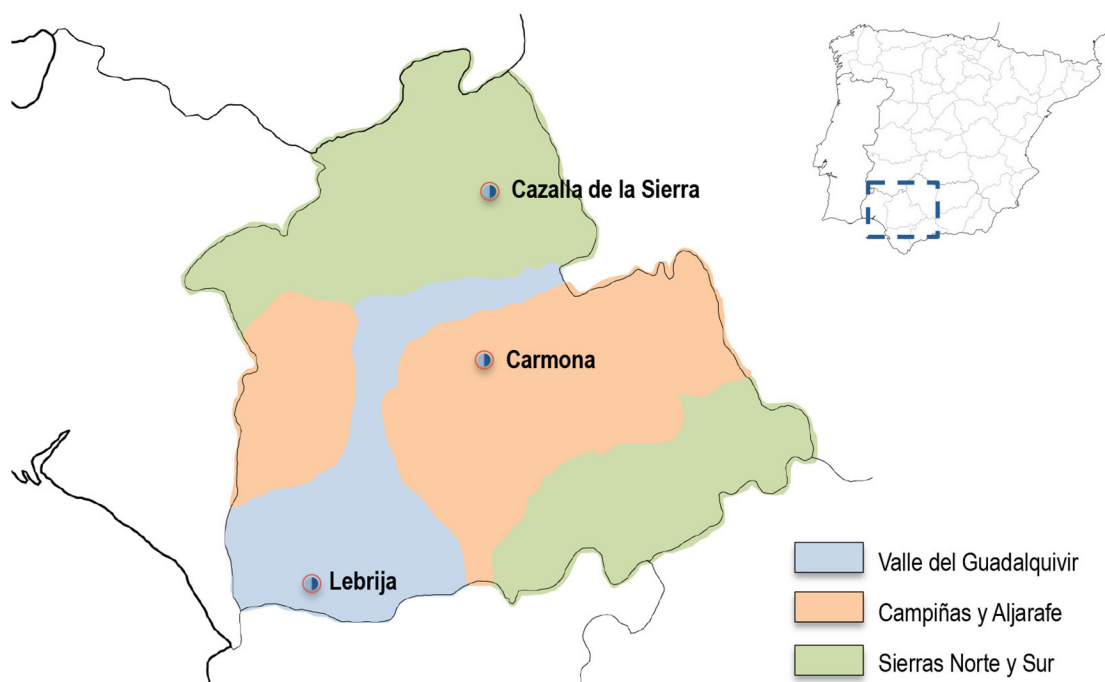 Cazalla de la Sierra
Carmona
Lebrija
Valle del Guadalquivir
Campiñas y Aljarafe
Sierras Norte y Sur